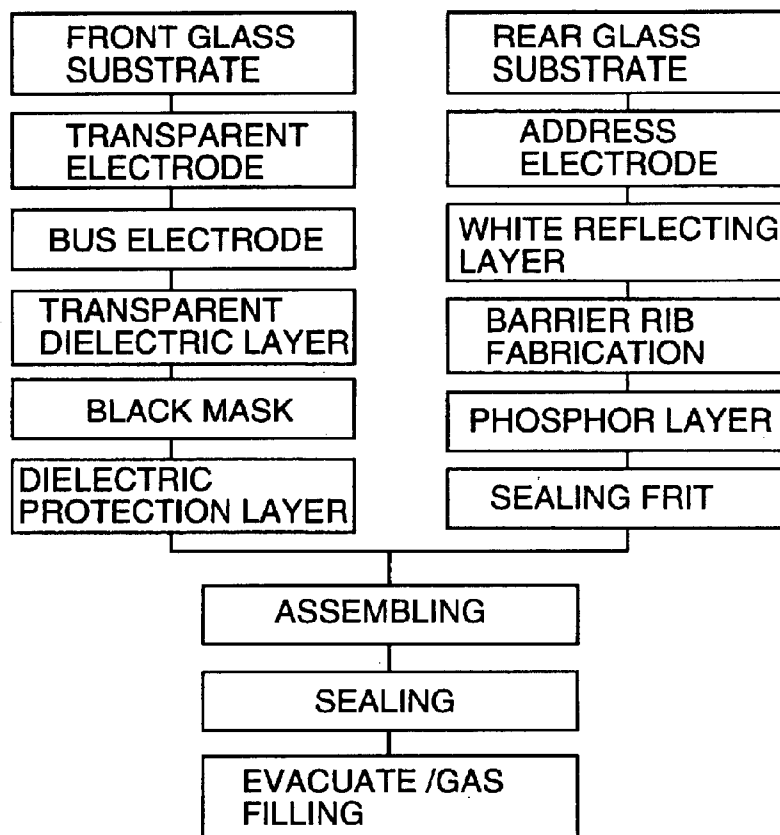 FRONT GLASS
SUBSTRATE
TRANSPARENT
ELECTRODE
BUS ELECTRODE
TRANSPARENT
DIELECTRIC LAYER
BLACK MASK
DIELECTRIC
PROTECTION LAYER
REAR GLASS
SUBSTRATE
ADDRESS
ELECTRODE
WHITE REFLECTING
LAYER
BARRIER RIB
FABRICATION
PHOSPHOR LAYER
SEALING FRIT
ASSEMBLING
SEALING
EVACUATE /GAS
FILLING